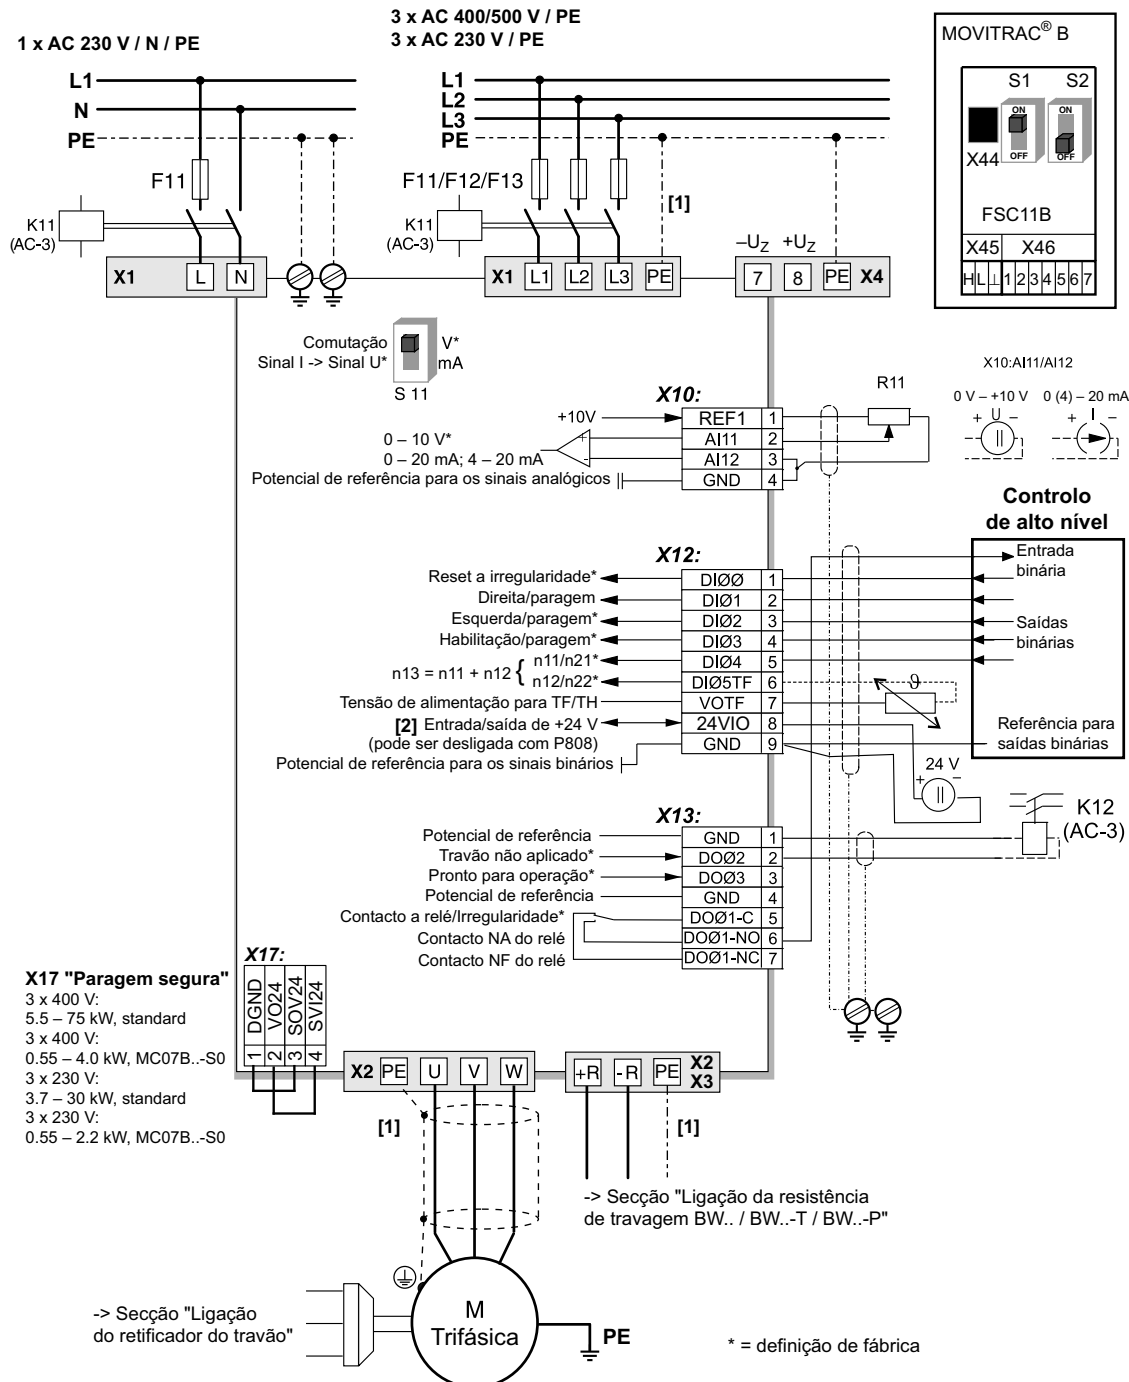 3 x AC 400/500 V / PE
1 x AC 230 V / N / PE
3 x AC 230 V / PE
L1
N
PE
F11
K11
(AC-3)
X1 L N
L1
L2
L3
PE
F11/F12/F13
[1]
K11
(AC-3)
X1 L1 L2 L3 PE
–UZ +UZ
7 8 PE X4
MOVITRAC® B
S1 S2
ON ON
OFF OFF
X44
FSC11B
X45 X46
H L ⊥ 1 2 3 4 5 6 7
Comutação
Sinal I -> Sinal U*
V*
mA
S 11
X10:AI11/AI12
0 V – +10 V 0 (4) – 20 mA
+ U –
+ I –
X10:
R11
+10V REF1 1
0 – 10 V* AI11 2
0 – 20 mA; 4 – 20 mA AI12 3
+
-
Potencial de referência para os sinais analógicos GND 4
Controlo
de alto nível
Entrada
binária
Saídas
binárias
Referência para
saídas binárias
X12:
Reset a irregularidade* DIØØ 1
Direita/paragem DIØ1 2
Esquerda/paragem* DIØ2 3
Habilitação/paragem* DIØ3 4
n13 = n11 + n12 {
n11/n21* DIØ4 5
n12/n22* DIØ5TF 6
Tensão de alimentação para TF/TH VOTF 7
[2] Entrada/saída de +24 V 24VIO 8
(pode ser desligada com P808)
Potencial de referência para os sinais binários GND 9
ϑ
24 V
+ –
K12
(AC-3)
X13:
Potencial de referência GND 1
Travão não aplicado* DOØ2 2
Pronto para operação* DOØ3 3
Potencial de referência GND 4
Contacto a relé/Irregularidade* DOØ1-C 5
Contacto NA do relé DOØ1-NO 6
Contacto NF do relé DOØ1-NC 7
X17:
1 DGND
2 VO24
3 SOV24
4 SVI24
X17 "Paragem segura"
3 x 400 V:
5.5 – 75 kW, standard
3 x 400 V:
0.55 – 4.0 kW, MC07B..-S0
3 x 230 V:
3.7 – 30 kW, standard
3 x 230 V:
0.55 – 2.2 kW, MC07B..-S0
X2 PE U V W
+R -R PE X2
X3
[1]
[1]
-> Secção "Ligação da resistência
de travagem BW.. / BW..-T / BW..-P"
-> Secção "Ligação
do retificador do travão"
M
Trifásica
PE
* = definição de fábrica